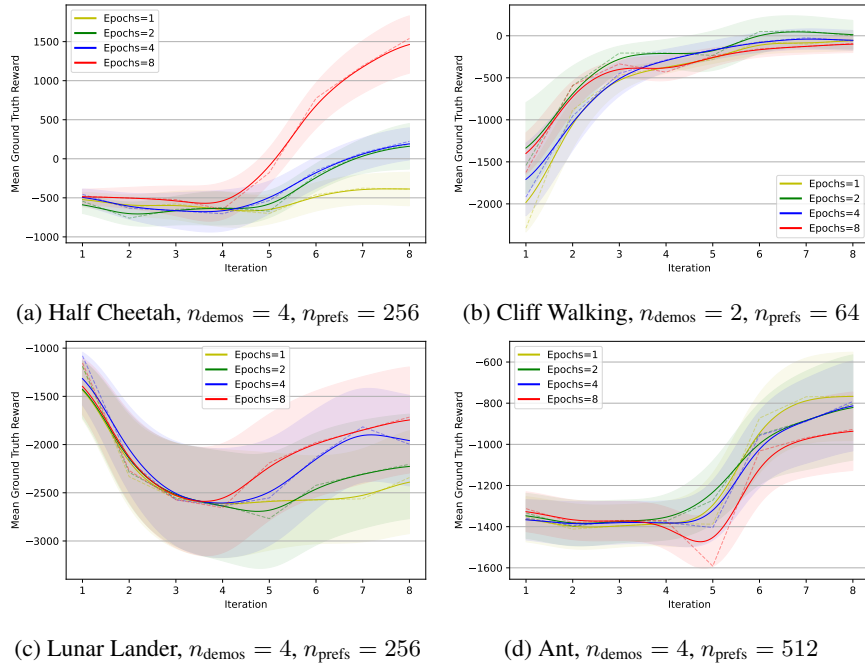 Mean Ground Truth Reward
1500
1000
500
0
−500
−1000
Epochs=1
Epochs=2
Epochs=4
Epochs=8
1 2 3 4 5 6 7 8
Iteration
(a) Half Cheetah, n_demos = 4, n_prefs = 256
Mean Ground Truth Reward
0
−500
−1000
−1500
−2000
Epochs=1
Epochs=2
Epochs=4
Epochs=8
1 2 3 4 5 6 7 8
Iteration
(b) Cliff Walking, n_demos = 2, n_prefs = 64
Mean Ground Truth Reward
−1000
−1500
−2000
−2500
−3000
Epochs=1
Epochs=2
Epochs=4
Epochs=8
1 2 3 4 5 6 7 8
Iteration
(c) Lunar Lander, n_demos = 4, n_prefs = 256
Mean Ground Truth Reward
−600
−800
−1000
−1200
−1400
−1600
Epochs=1
Epochs=2
Epochs=4
Epochs=8
1 2 3 4 5 6 7 8
Iteration
(d) Ant, n_demos = 4, n_prefs = 512